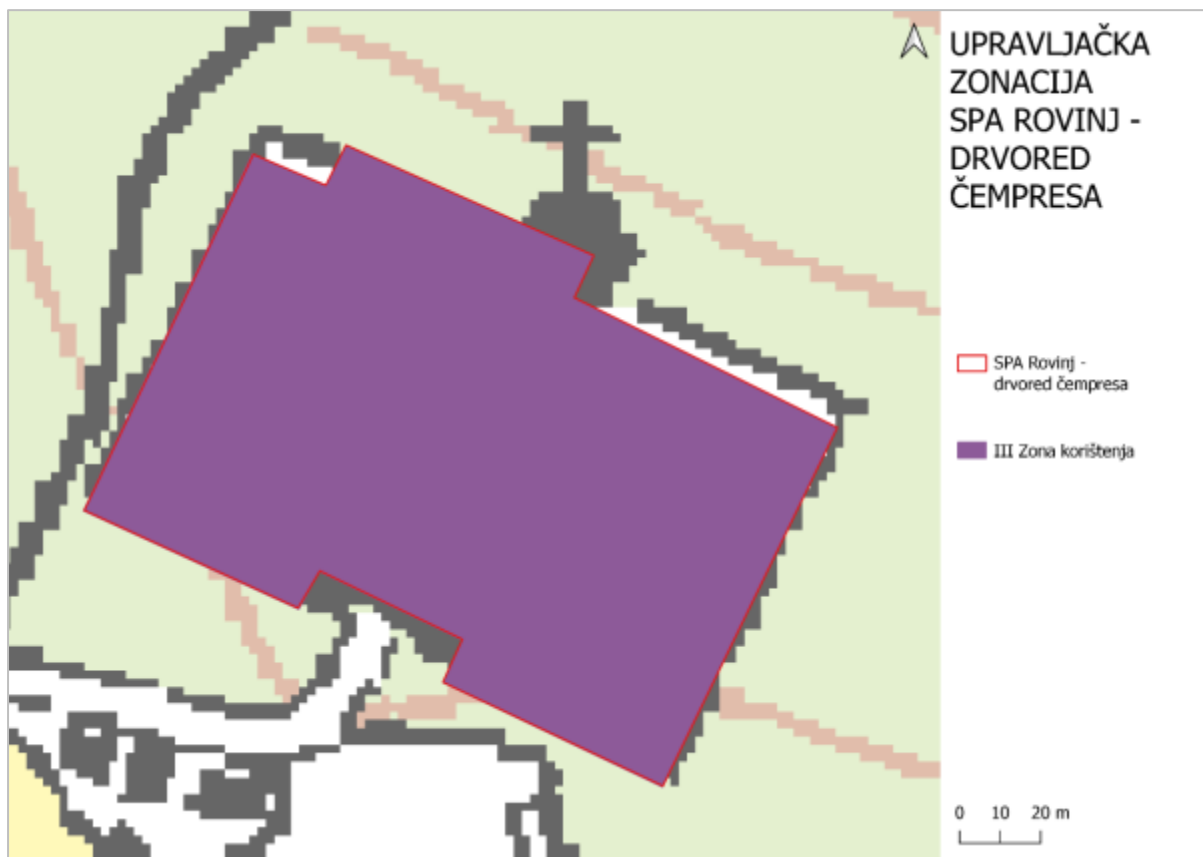 UPRAVLJAČKA
ZONACIJA
SPA ROVINJ -
DRVORED
ČEMPRESA
SPA Rovinj -
drvored čempresa
III Zona korištenja
0 10 20 m